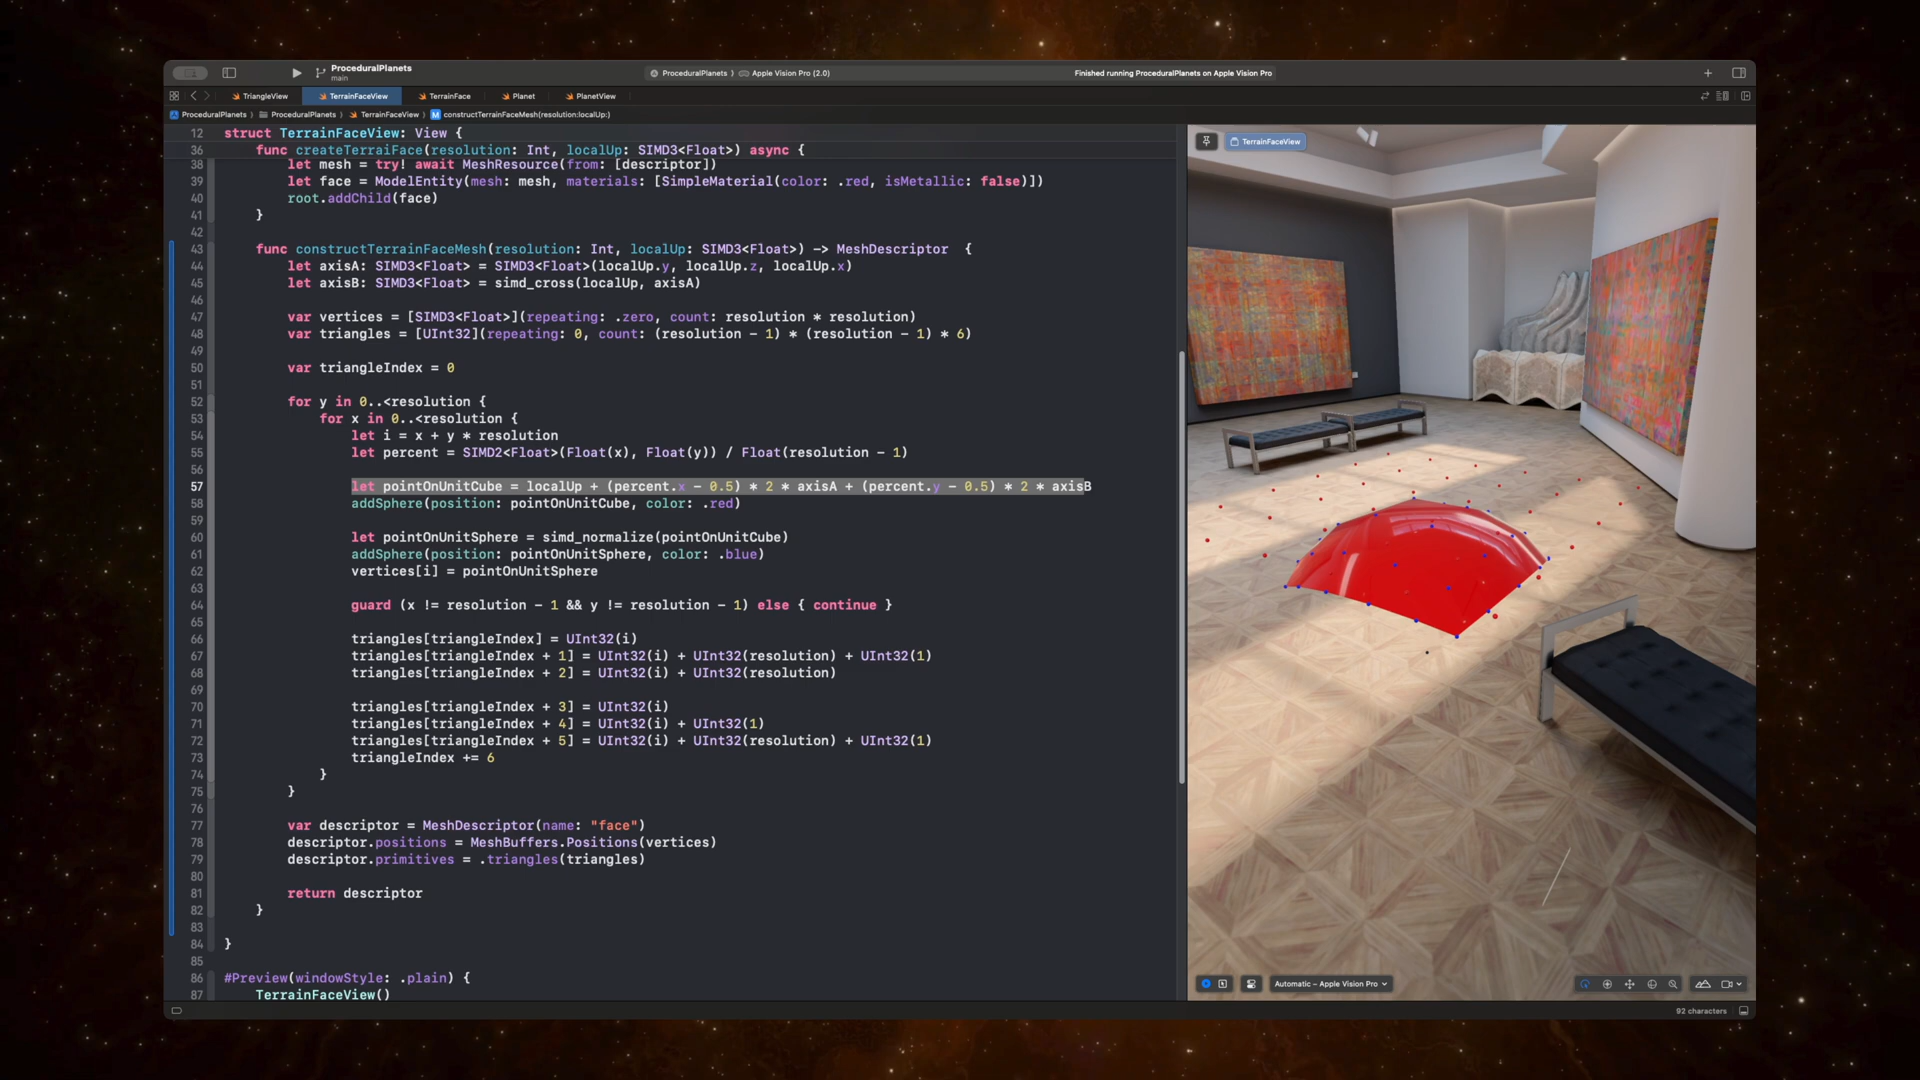 ProceduralPlanets
main
ProceduralPlanets 〉 Apple Vision Pro (2.0)
Finished running ProceduralPlanets on Apple Vision Pro
TriangleView
TerrainFaceView
TerrainFace
Planet
PlanetView
ProceduralPlanets 〉 ProceduralPlanets 〉 TerrainFaceView 〉 M constructTerrainFaceMesh(resolution:localUp:)
12 struct TerrainFaceView: View {
36 func createTerraiFace(resolution: Int, localUp: SIMD3<Float>) async {
38 let mesh = try! await MeshResource(from: [descriptor])
39 let face = ModelEntity(mesh: mesh, materials: [SimpleMaterial(color: .red, isMetallic: false)])
40 root.addChild(face)
41 }
42
43 func constructTerrainFaceMesh(resolution: Int, localUp: SIMD3<Float>) -> MeshDescriptor  {
44 let axisA: SIMD3<Float> = SIMD3<Float>(localUp.y, localUp.z, localUp.x)
45 let axisB: SIMD3<Float> = simd_cross(localUp, axisA)
46
47 var vertices = [SIMD3<Float>](repeating: .zero, count: resolution * resolution)
48 var triangles = [UInt32](repeating: 0, count: (resolution - 1) * (resolution - 1) * 6)
49
50 var triangleIndex = 0
51
52 for y in 0..<resolution {
53 for x in 0..<resolution {
54 let i = x + y * resolution
55 let percent = SIMD2<Float>(Float(x), Float(y)) / Float(resolution - 1)
56
57 let pointOnUnitCube = localUp + (percent.x - 0.5) * 2 * axisA + (percent.y - 0.5) * 2 * axisB
58 addSphere(position: pointOnUnitCube, color: .red)
59
60 let pointOnUnitSphere = simd_normalize(pointOnUnitCube)
61 addSphere(position: pointOnUnitSphere, color: .blue)
62 vertices[i] = pointOnUnitSphere
63
64 guard (x != resolution - 1 && y != resolution - 1) else { continue }
65
66 triangles[triangleIndex] = UInt32(i)
67 triangles[triangleIndex + 1] = UInt32(i) + UInt32(resolution) + UInt32(1)
68 triangles[triangleIndex + 2] = UInt32(i) + UInt32(resolution)
69
70 triangles[triangleIndex + 3] = UInt32(i)
71 triangles[triangleIndex + 4] = UInt32(i) + UInt32(1)
72 triangles[triangleIndex + 5] = UInt32(i) + UInt32(resolution) + UInt32(1)
73 triangleIndex += 6
74 }
75 }
76
77 var descriptor = MeshDescriptor(name: "face")
78 descriptor.positions = MeshBuffers.Positions(vertices)
79 descriptor.primitives = .triangles(triangles)
80
81 return descriptor
82 }
83
84 }
85
86 #Preview(windowStyle: .plain) {
87 TerrainFaceView()
TerrainFaceView
Automatic – Apple Vision Pro
92 characters